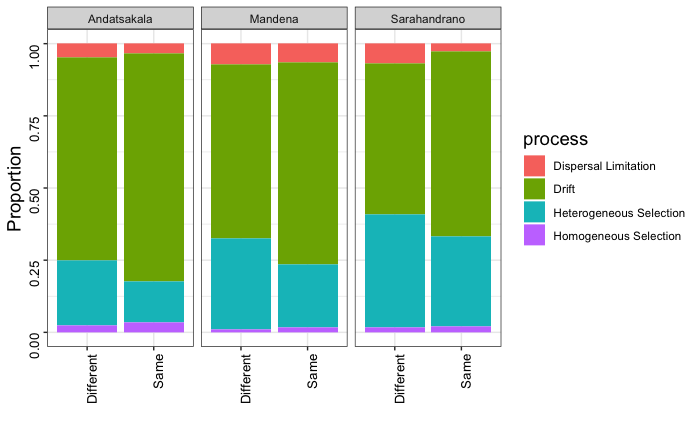 Andatsakala
Mandena
Sarahandrano
1.00
0.75
0.50
0.25
0.00
Proportion
Different
Same
Different
Same
Different
Same
process
Dispersal Limitation
Drift
Heterogeneous Selection
Homogeneous Selection